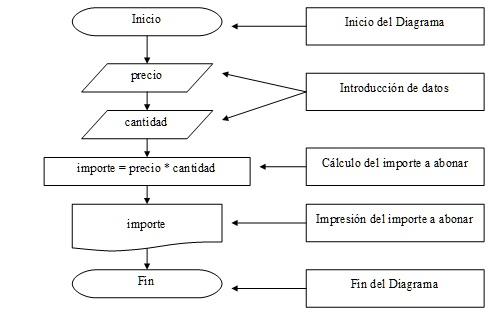 Inicio
Inicio del Diagrama
precio
Introducción de datos
cantidad
importe = precio * cantidad
Cálculo del importe a abonar
importe
Impresión del importe a abonar
Fin
Fin del Diagrama